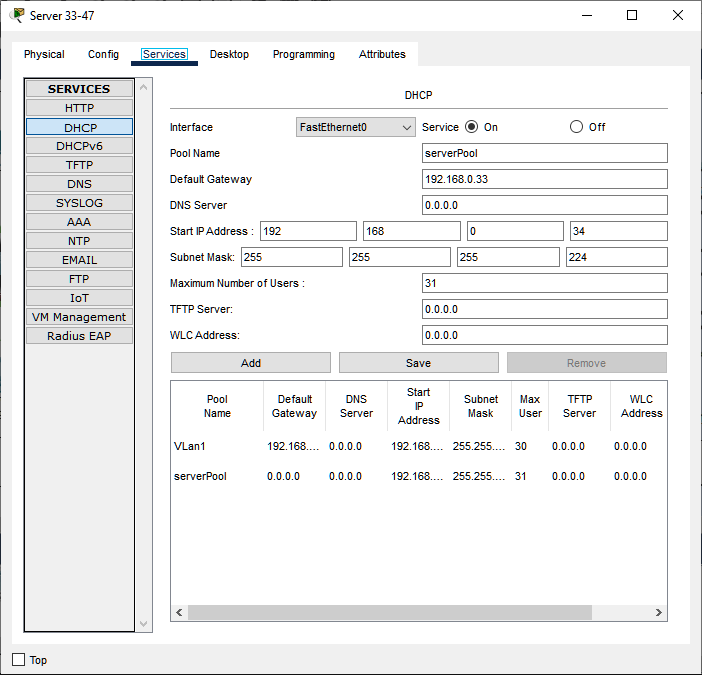 Server 33-47
Physical Config Services Desktop Programming Attributes
SERVICES
HTTP
DHCP
DHCPv6
TFTP
DNS
SYSLOG
AAA
NTP
EMAIL
FTP
IoT
VM Management
Radius EAP
DHCP
Interface FastEthernet0 Service On Off
Pool Name serverPool
Default Gateway 192.168.0.33
DNS Server 0.0.0.0
Start IP Address : 192 168 0 34
Subnet Mask: 255 255 255 224
Maximum Number of Users : 31
TFTP Server: 0.0.0.0
WLC Address: 0.0.0.0
Add Save Remove
Pool Name Default Gateway DNS Server Start IP Address Subnet Mask Max User TFTP Server WLC Address
VLan1 192.168.... 0.0.0.0 192.168.... 255.255.... 30 0.0.0.0 0.0.0.0
serverPool 0.0.0.0 0.0.0.0 192.168.... 255.255.... 31 0.0.0.0 0.0.0.0
Top